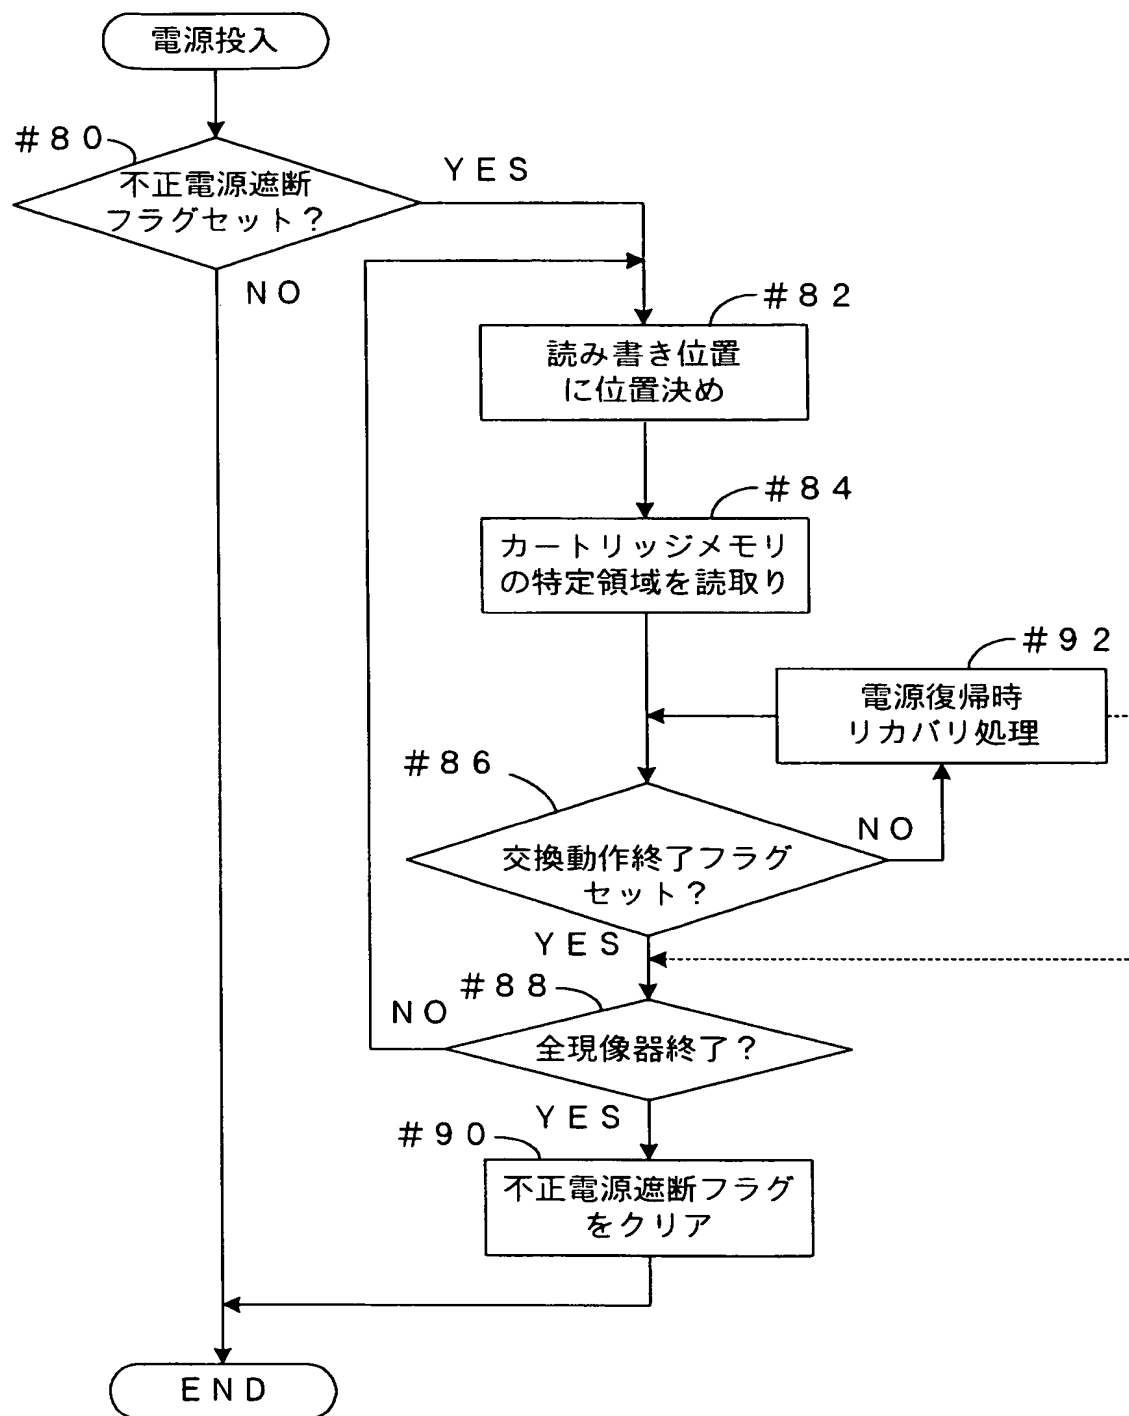 電源投入
＃８０
不正電源遮断
フラグセット？
ＹＥＳ
ＮＯ
＃８２
読み書き位置
に位置決め
＃８４
カートリッジメモリ
の特定領域を読取り
＃９２
電源復帰時
リカバリ処理
＃８６
交換動作終了フラグ
セット？
ＮＯ
ＹＥＳ
＃８８
全現像器終了？
ＮＯ
ＹＥＳ
＃９０
不正電源遮断フラグ
をクリア
ＥＮＤ